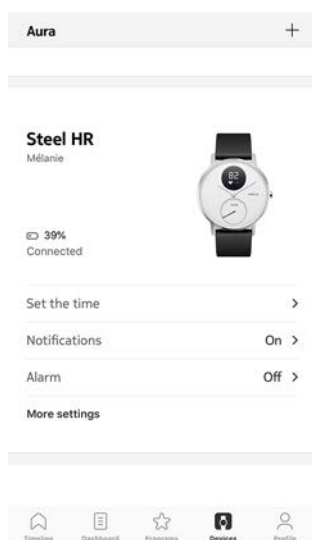 Aura +
Steel HR
Mélanie
82
39%
Connected
Set the time >
Notifications On >
Alarm Off >
More settings
Timeline Dashboard Programs Devices Profile